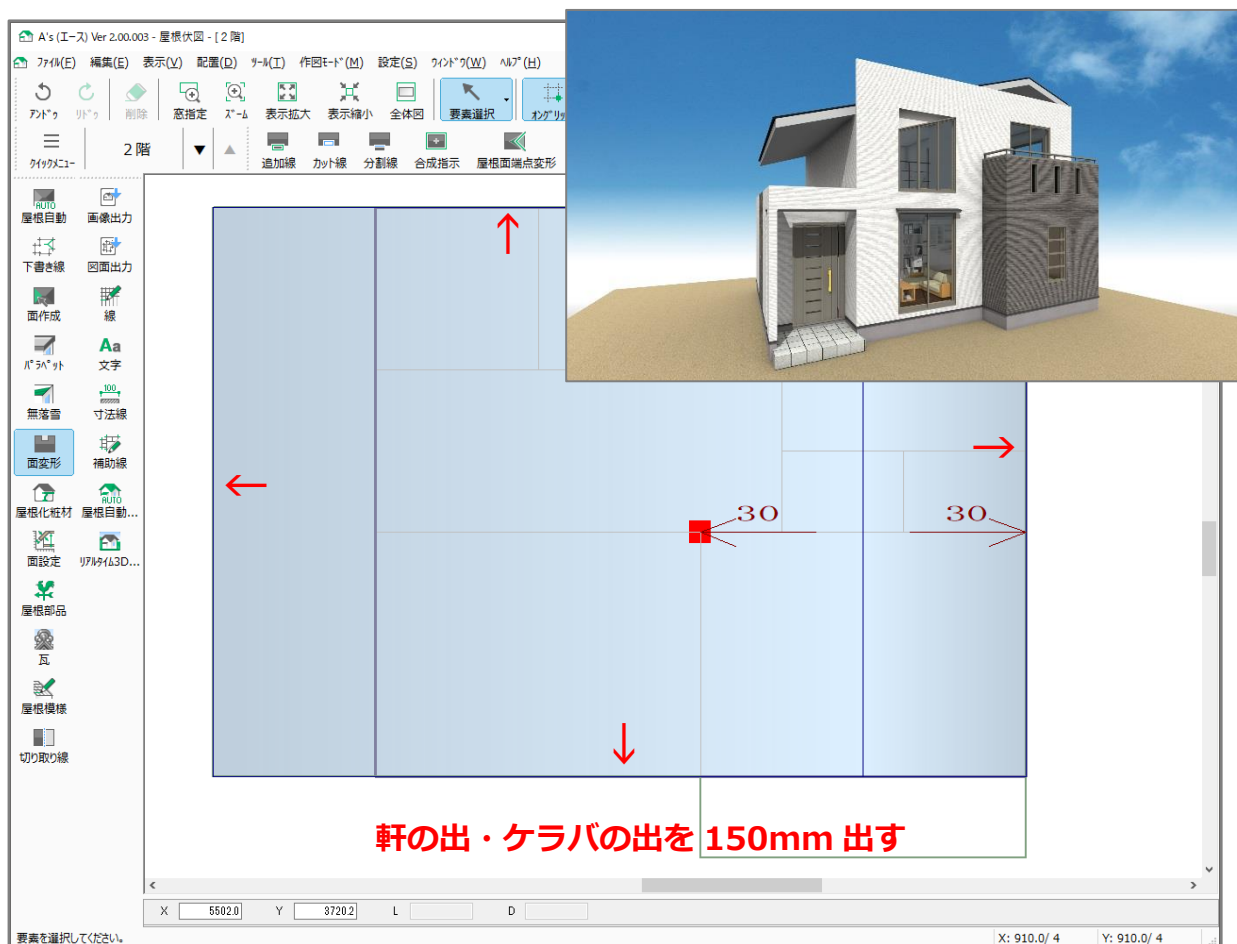 A's (エース) Ver 2.00.003 - 屋根伏図 - [２階]
ﾌｧｲﾙ(F) 編集(E) 表示(V) 配置(D) ﾂｰﾙ(T) 作図ﾓｰﾄﾞ(M) 設定(S) ｳｨﾝﾄﾞｳ(W) ﾍﾙﾌﾟ(H)
ｱﾝﾄﾞｩ ﾘﾄﾞｩ 削除 窓指定 ｽﾞｰﾑ 表示拡大 表示縮小 全体図 要素選択 ｵﾝｸﾞﾘｯ
ｸｲｯｸﾒﾆｭｰ 2 階 ▼ ▲ 追加線 ｶｯﾄ線 分割線 合成指示 屋根面端点変形
AUTO
屋根自動 画像出力
下書き線 図面出力
面作成 線
Aa
ﾊﾟﾗﾍﾟｯﾄ 文字
100
無落雪 寸法線
面変形 補助線
AUTO
屋根化粧材 屋根自動...
面設定 ﾘｱﾙﾀｲﾑ3D...
屋根部品
瓦
屋根模様
切り取り線
30 30
軒の出・ケラバの出を 150mm 出す
X 5502.0 Y 3720.2 L D
要素を選択してください。 X: 910.0/ 4 Y: 910.0/ 4